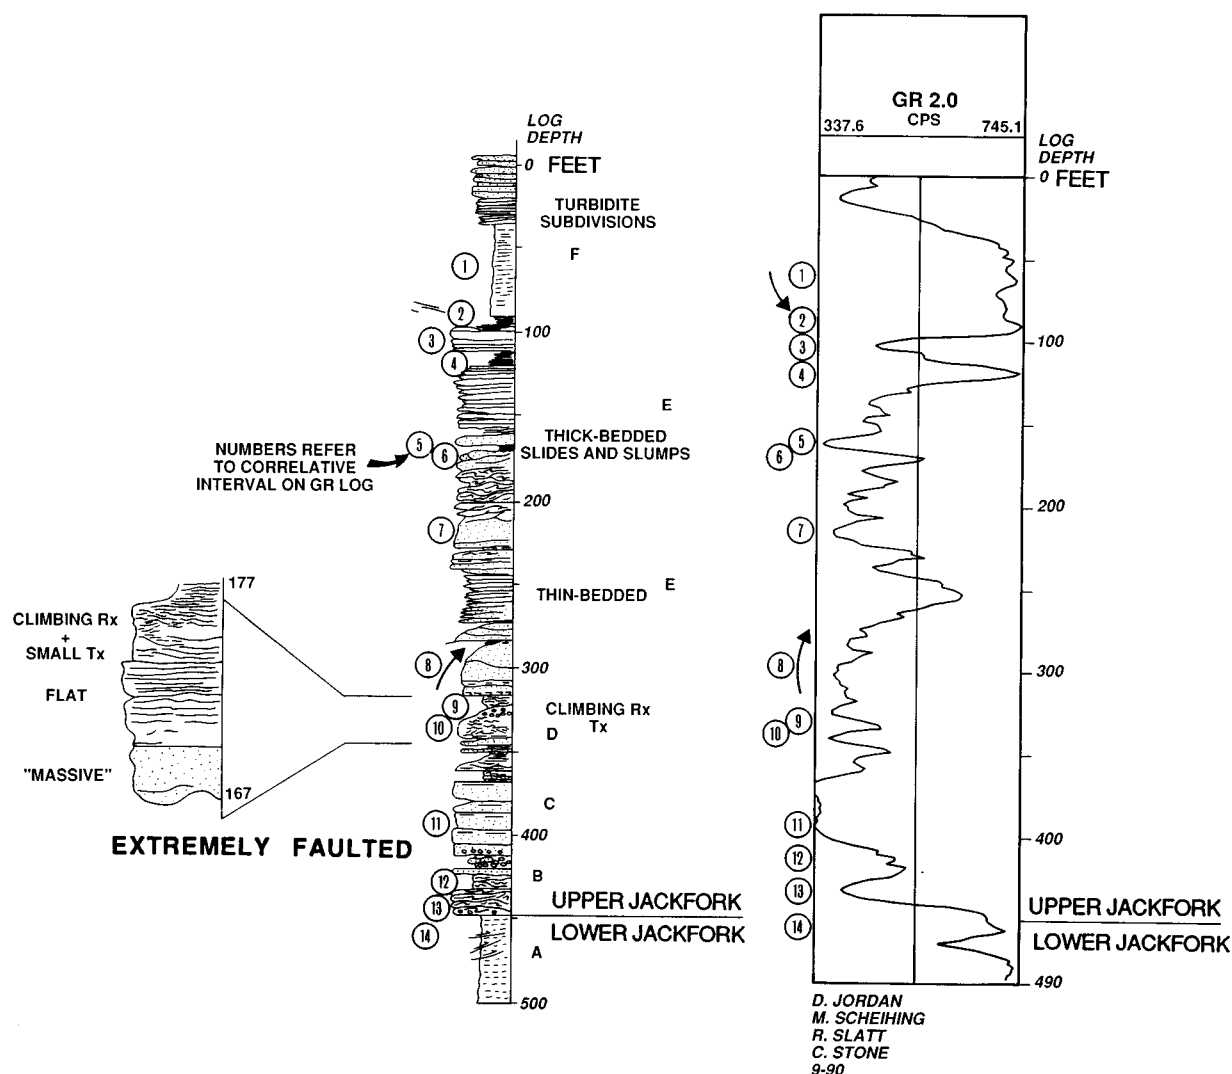 LOG
DEPTH
0 FEET
TURBIDITE
SUBDIVISIONS
F
1
2
100
3
4
E
5
THICK-BEDDED
SLIDES AND SLUMPS
6
NUMBERS REFER
TO CORRELATIVE
INTERVAL ON GR LOG
200
7
E
THIN-BEDDED
8
300
9
CLIMBING Rx
Tx
10
D
C
11
400
B
12
UPPER JACKFORK
13
LOWER JACKFORK
14
A
500
177
CLIMBING Rx
+
SMALL Tx
FLAT
"MASSIVE"
167
EXTREMELY FAULTED
GR 2.0
CPS
337.6 745.1
LOG
DEPTH
0 FEET
1
2
3
100
4
5
6
200
7
8
300
9
10
11
400
12
13
UPPER JACKFORK
14
LOWER JACKFORK
490
D. JORDAN
M. SCHEIHING
R. SLATT
C. STONE
9-90